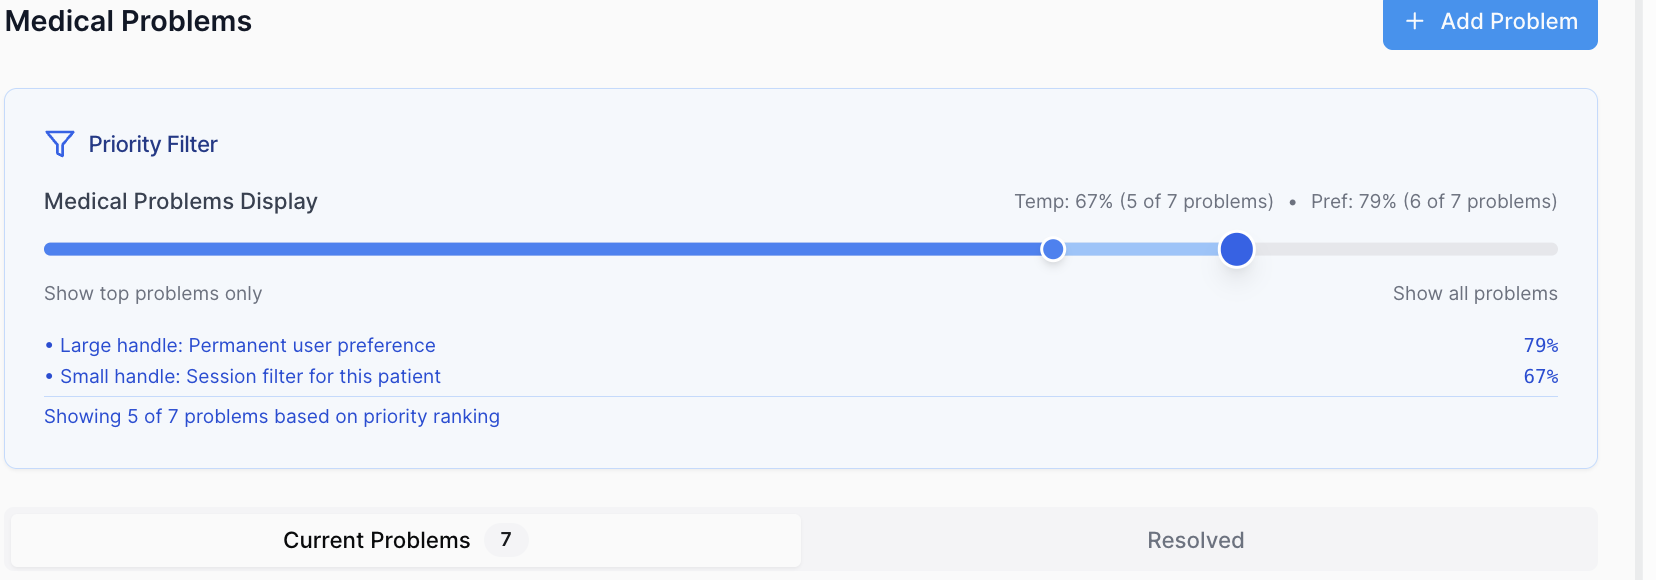 Medical Problems
+ Add Problem
Priority Filter
Medical Problems Display
Temp: 67% (5 of 7 problems) • Pref: 79% (6 of 7 problems)
Show top problems only
Show all problems
• Large handle: Permanent user preference 79%
• Small handle: Session filter for this patient 67%
Showing 5 of 7 problems based on priority ranking
Current Problems 7
Resolved